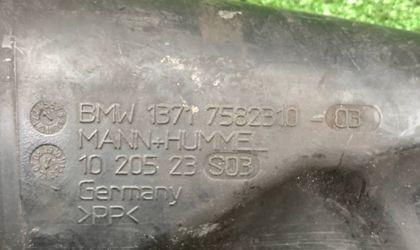 BMW 1371 7582310 - 03
MANN+HUMMEL
10 205 23 S03
Germany
>PP<